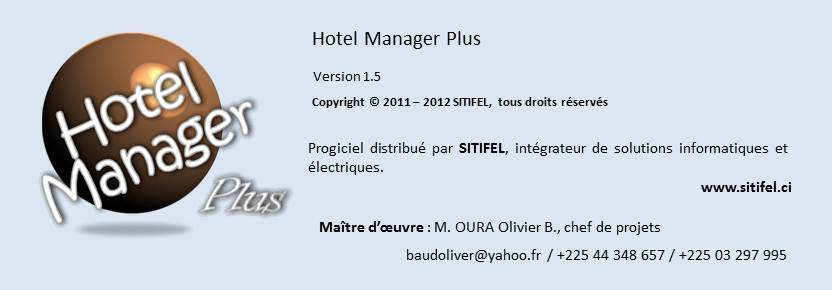 Hotel
Manager
Plus
Hotel Manager Plus
Version 1.5
Copyright © 2011 – 2012 SITIFEL, tous droits réservés
Progiciel distribué par SITIFEL, intégrateur de solutions informatiques et
électriques.
www.sitifel.ci
Maître d’œuvre : M. OURA Olivier B., chef de projets
baudoliver@yahoo.fr / +225 44 348 657 / +225 03 297 995